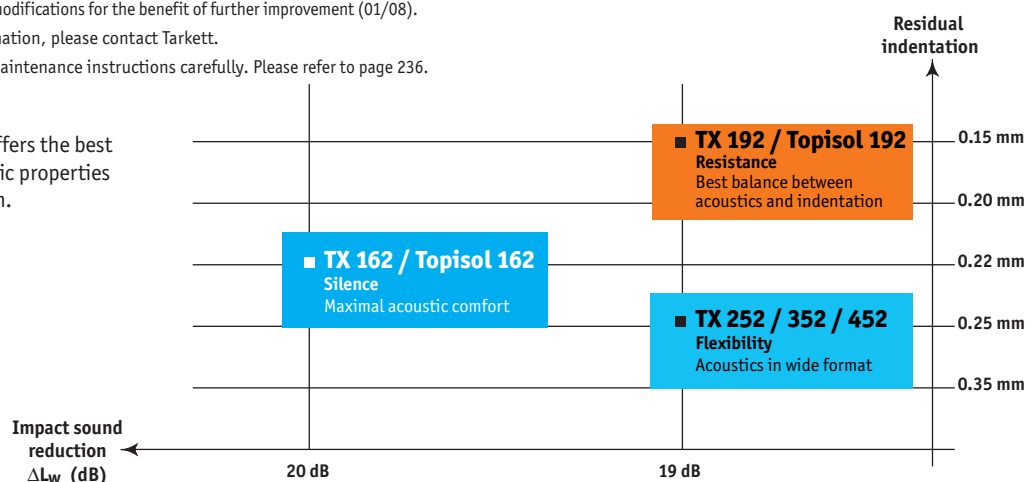 modifications for the benefit of further improvement (01/08).
please contact Tarkett.
maintenance instructions carefully. Please refer to page 236.
the best
properties
Residual
indentation
0.15 mm
0.20 mm
0.22 mm
0.25 mm
0.35 mm
TX 192 / Topisol 192
Resistance
Best balance between
acoustics and indentation
TX 162 / Topisol 162
Silence
Maximal acoustic comfort
TX 252 / 352 / 452
Flexibility
Acoustics in wide format
Impact sound
reduction
ΔLw (dB)
20 dB
19 dB